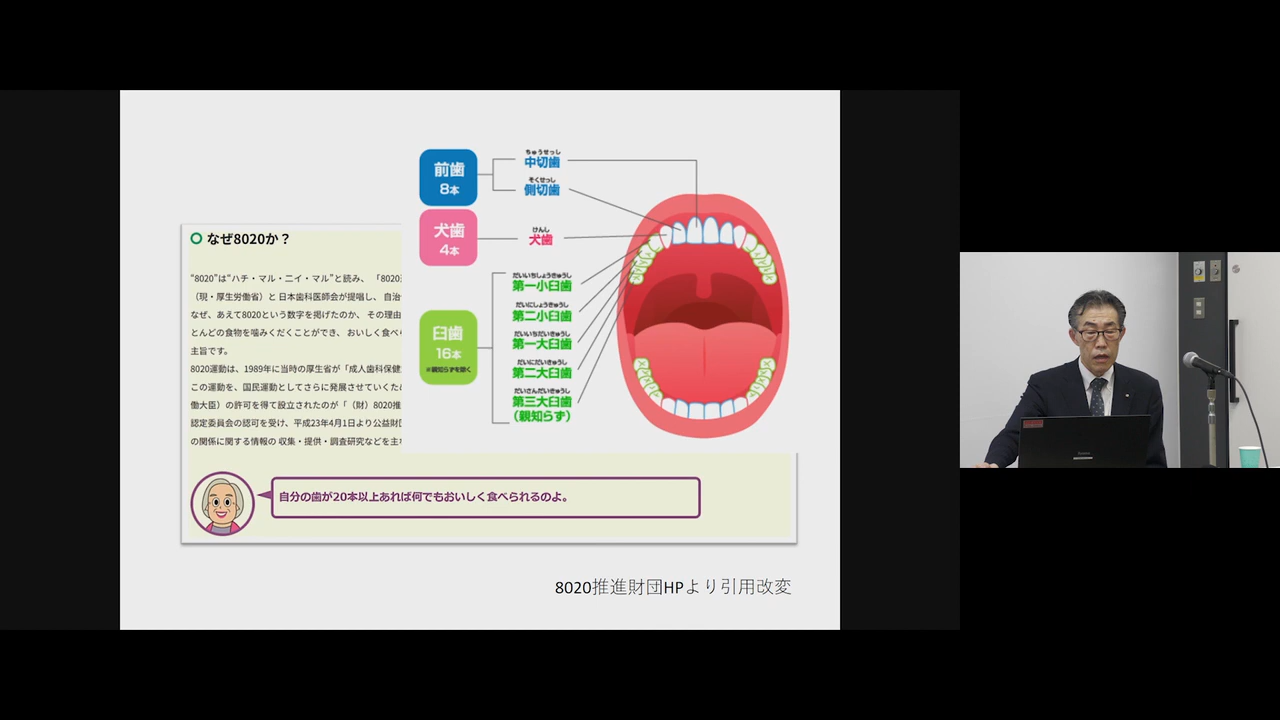 前歯
8本
ちゅうせっし
中切歯
そくせっし
側切歯
犬歯
4本
けんし
犬歯
臼歯
16本
※親知らずを除く
だいいちしょうきゅうし
第一小臼歯
だいにしょうきゅうし
第二小臼歯
だいいちだいきゅうし
第一大臼歯
だいにだいきゅうし
第二大臼歯
だいさんだいきゅうし
第三大臼歯
(親知らず)
なぜ8020か？
“8020”は“ハチ・マル・ニイ・マル”と読み、「8020
（現・厚生労働省）と 日本歯科医師会が提唱し、 自治
なぜ、あえて8020という数字を掲げたのか、 その理由
とんどの食物を噛みくだくことができ、 おいしく食べ
主旨です。
8020運動は、1989年に当時の厚生省が「成人歯科保健
この運動を、国民運動としてさらに発展させていくた
働大臣）の許可を得て設立されたのが「（財）8020推
認定委員会の認可を受け、平成23年4月1日より公益財
の関係に関する情報の 収集・提供・調査研究などを主
自分の歯が20本以上あれば何でもおいしく食べられるのよ。
8020推進財団HPより引用改変